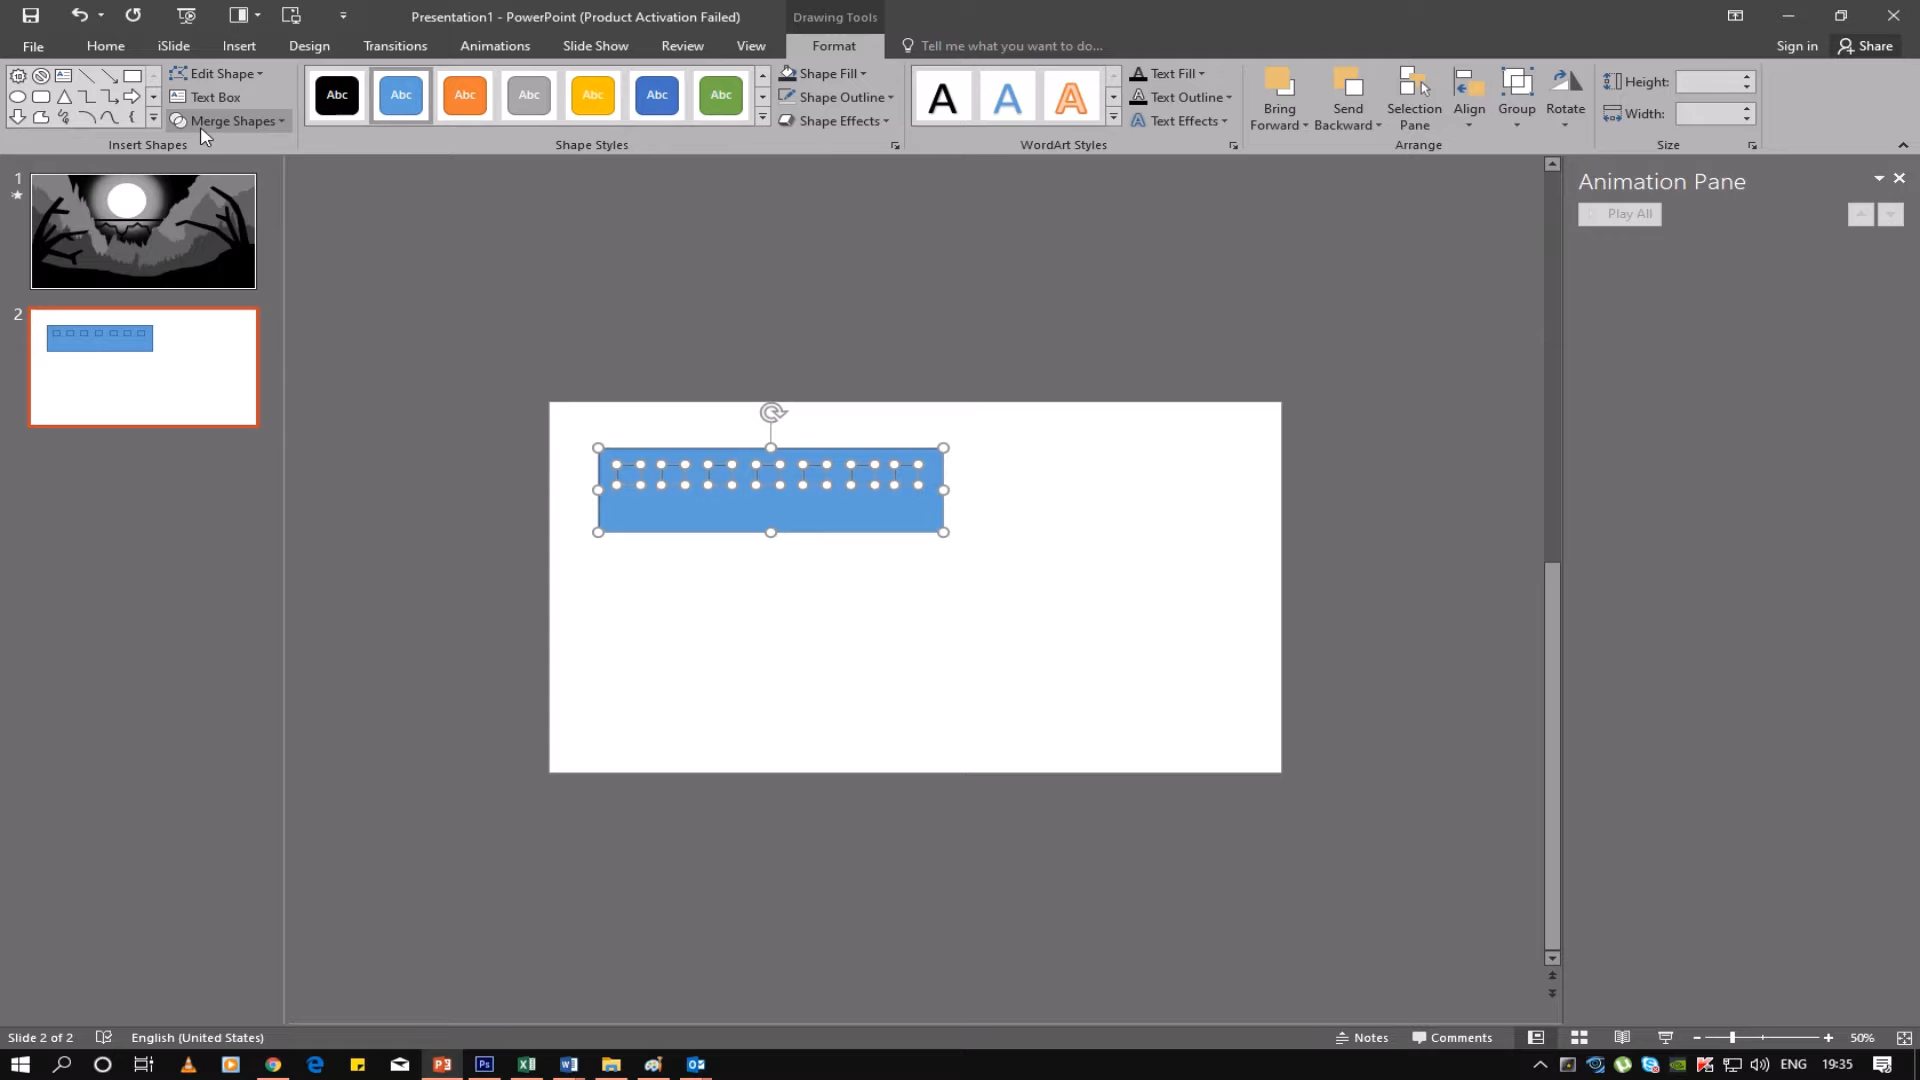 Presentation1 - PowerPoint (Product Activation Failed)
Drawing Tools
File
Home
iSlide
Insert
Design
Transitions
Animations
Slide Show
Review
View
Format
Tell me what you want to do...
Sign in
Share
Edit Shape
Text Box
Merge Shapes
Insert Shapes
Abc Abc Abc Abc Abc Abc Abc
Shape Styles
Shape Fill
Shape Outline
Shape Effects
A A A
WordArt Styles
Text Fill
Text Outline
Text Effects
Bring Forward
Send Backward
Selection Pane
Align
Group
Rotate
Arrange
Height:
Width:
Size
1
2
Animation Pane
Play All
Slide 2 of 2
English (United States)
Notes
Comments
50%
ENG
19:35